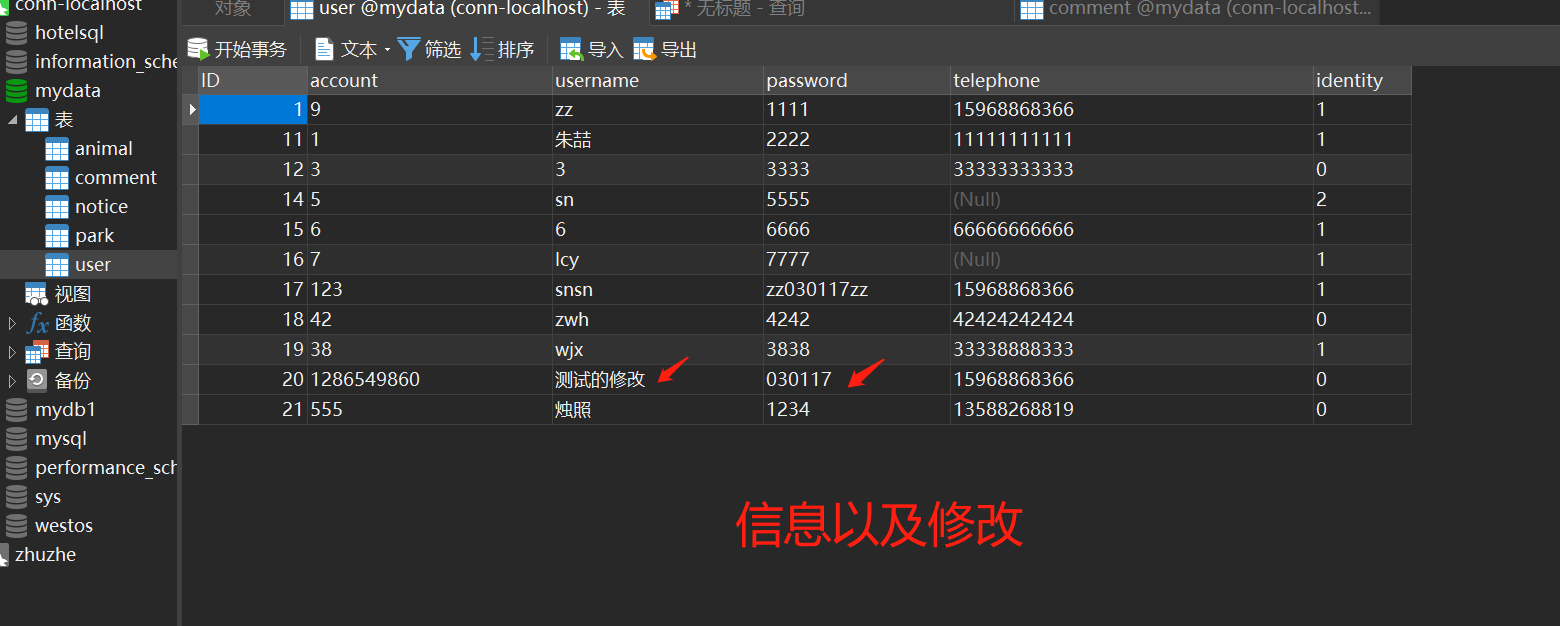 conn-localhost
hotelsql
information_sche
mydata
表
animal
comment
notice
park
user
视图
fx 函数
查询
备份
mydb1
mysql
performance_sch
sys
westos
zhuzhe
对象
user @mydata (conn-localhost) - 表
* 无标题 - 查询
comment @mydata (conn-localhost...
开始事务 文本 筛选 排序 导入 导出
ID account username password telephone identity
1 9 zz 1111 15968868366 1
11 1 朱喆 2222 11111111111 1
12 3 3 3333 33333333333 0
14 5 sn 5555 (Null) 2
15 6 6 6666 66666666666 1
16 7 lcy 7777 (Null) 1
17 123 snsn zz030117zz 15968868366 1
18 42 zwh 4242 42424242424 0
19 38 wjx 3838 33338888333 1
20 1286549860 测试的修改 030117 15968868366 0
21 555 烛照 1234 13588268819 0
信息以及修改